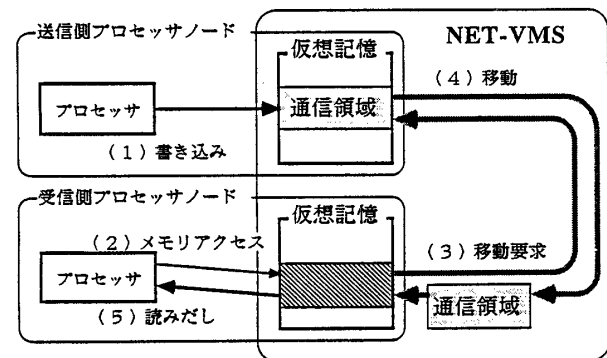 送信側プロセッサノード
NET-VMS
仮想記憶
(4)移動
プロセッサ
通信領域
(1)書き込み
受信側プロセッサノード
仮想記憶
(2)メモリアクセス
(3)移動要求
プロセッサ
通信領域
(5)読みだし